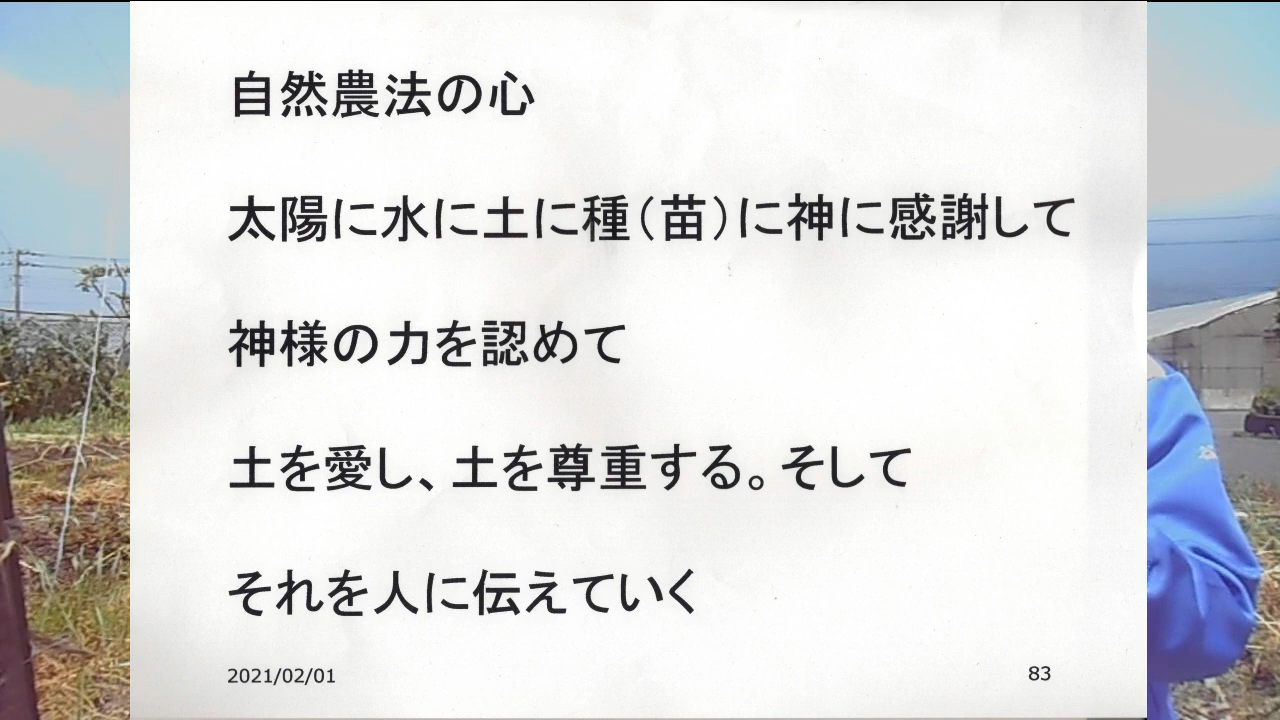 自然農法の心
太陽に水に土に種(苗)に神に感謝して
神様の力を認めて
土を愛し、土を尊重する。そして
それを人に伝えていく
2021/02/01
83